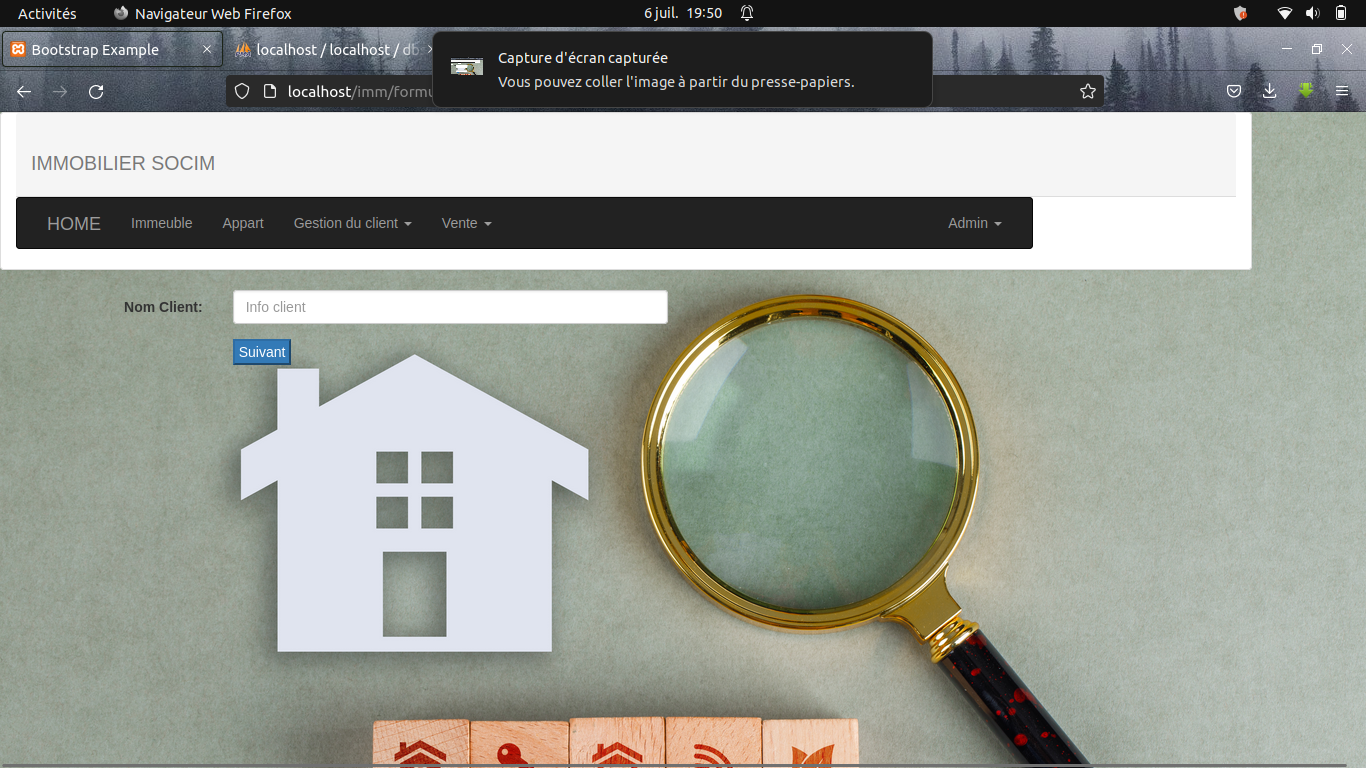 Activités Navigateur Web Firefox 6 juil. 19:50
Bootstrap Example localhost / localhost / db
Capture d'écran capturée
Vous pouvez coller l'image à partir du presse-papiers.
localhost/imm/formu
IMMOBILIER SOCIM
HOME Immeuble Appart Gestion du client Vente Admin
Nom Client: Info client
Suivant